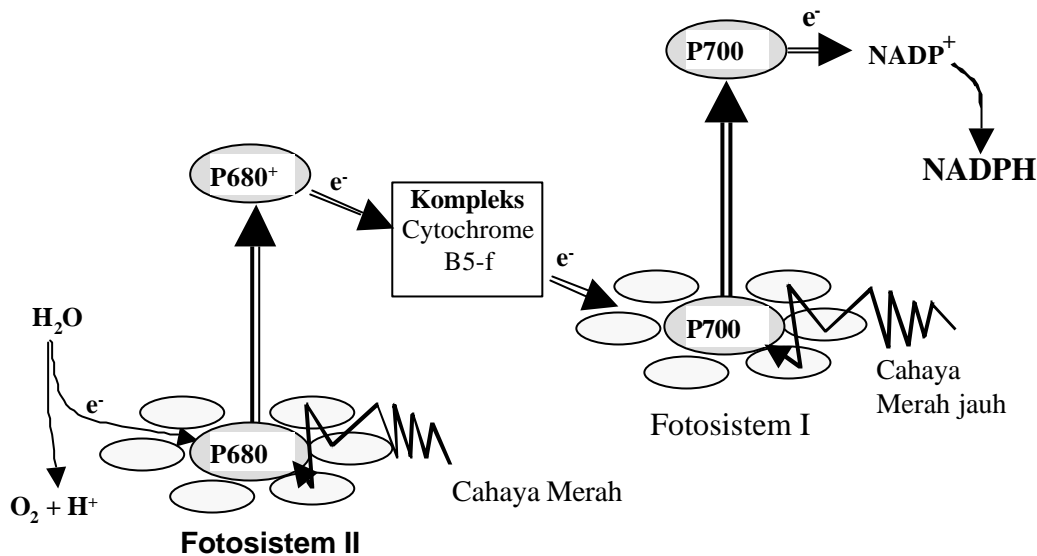 e⁻
P700
NADP⁺
NADPH
P680⁺
e⁻
Kompleks
Cytochrome
B5-f
e⁻
H₂O
P700
Cahaya
Merah jauh
Fotosistem I
e⁻
P680
Cahaya Merah
O₂ + H⁺
Fotosistem II